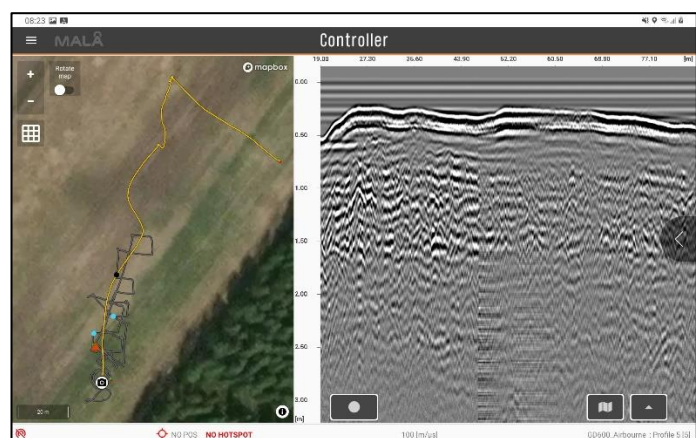 08:23
MALÅ
Controller
Rotate map
mapbox
19.00 27.30 35.60 43.90 52.20 60.50 68.80 77.10 [m]
0.00
0.50
1.00
1.50
2.00
2.50
3.00
[m]
20 m
NO POS NO HOTSPOT 100 [m/us] GD600_Airbourne : Profile 5 [5]